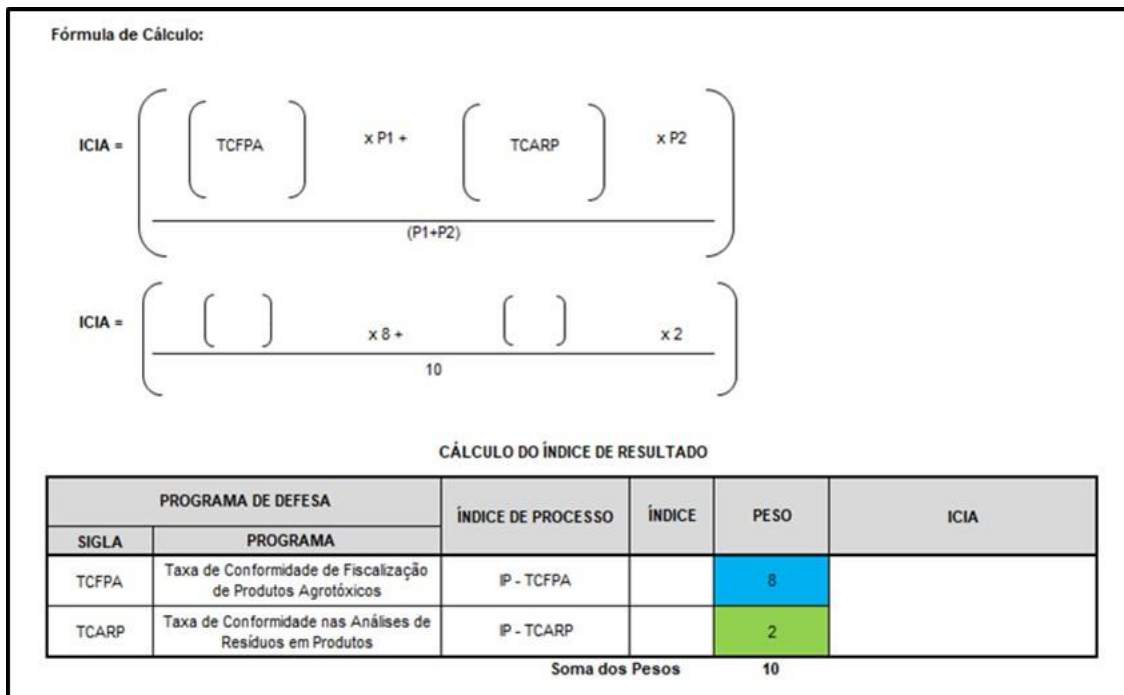 Fórmula de Cálculo:
ICIA = TCFPA x P1 + TCARP x P2
(P1+P2)
ICIA = x 8 + x 2
10
CÁLCULO DO ÍNDICE DE RESULTADO
PROGRAMA DE DEFESA ÍNDICE DE PROCESSO ÍNDICE PESO ICIA
SIGLA PROGRAMA
TCFPA Taxa de Conformidade de Fiscalização
de Produtos Agrotóxicos IP - TCFPA 8
TCARP Taxa de Conformidade nas Análises de
Resíduos em Produtos IP - TCARP 2
Soma dos Pesos 10